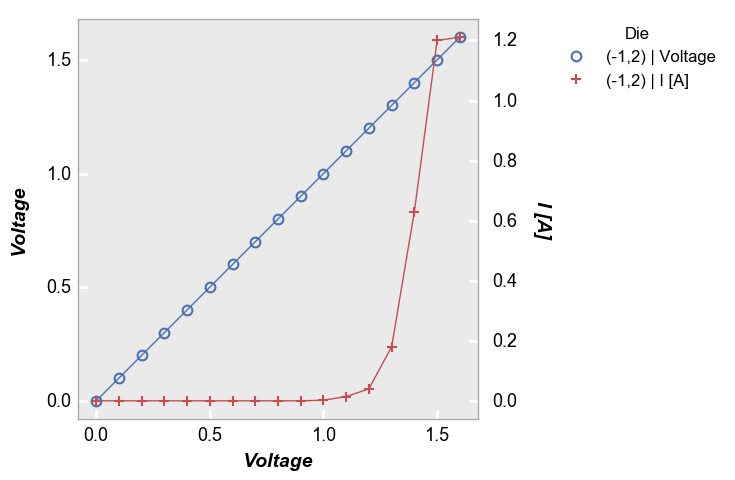 Die
(-1,2) | Voltage
(-1,2) | I [A]
Voltage
1.5
1.0
0.5
0.0
1.2
1.0
0.8
0.6
0.4
0.2
0.0
I [A]
0.0 0.5 1.0 1.5
Voltage